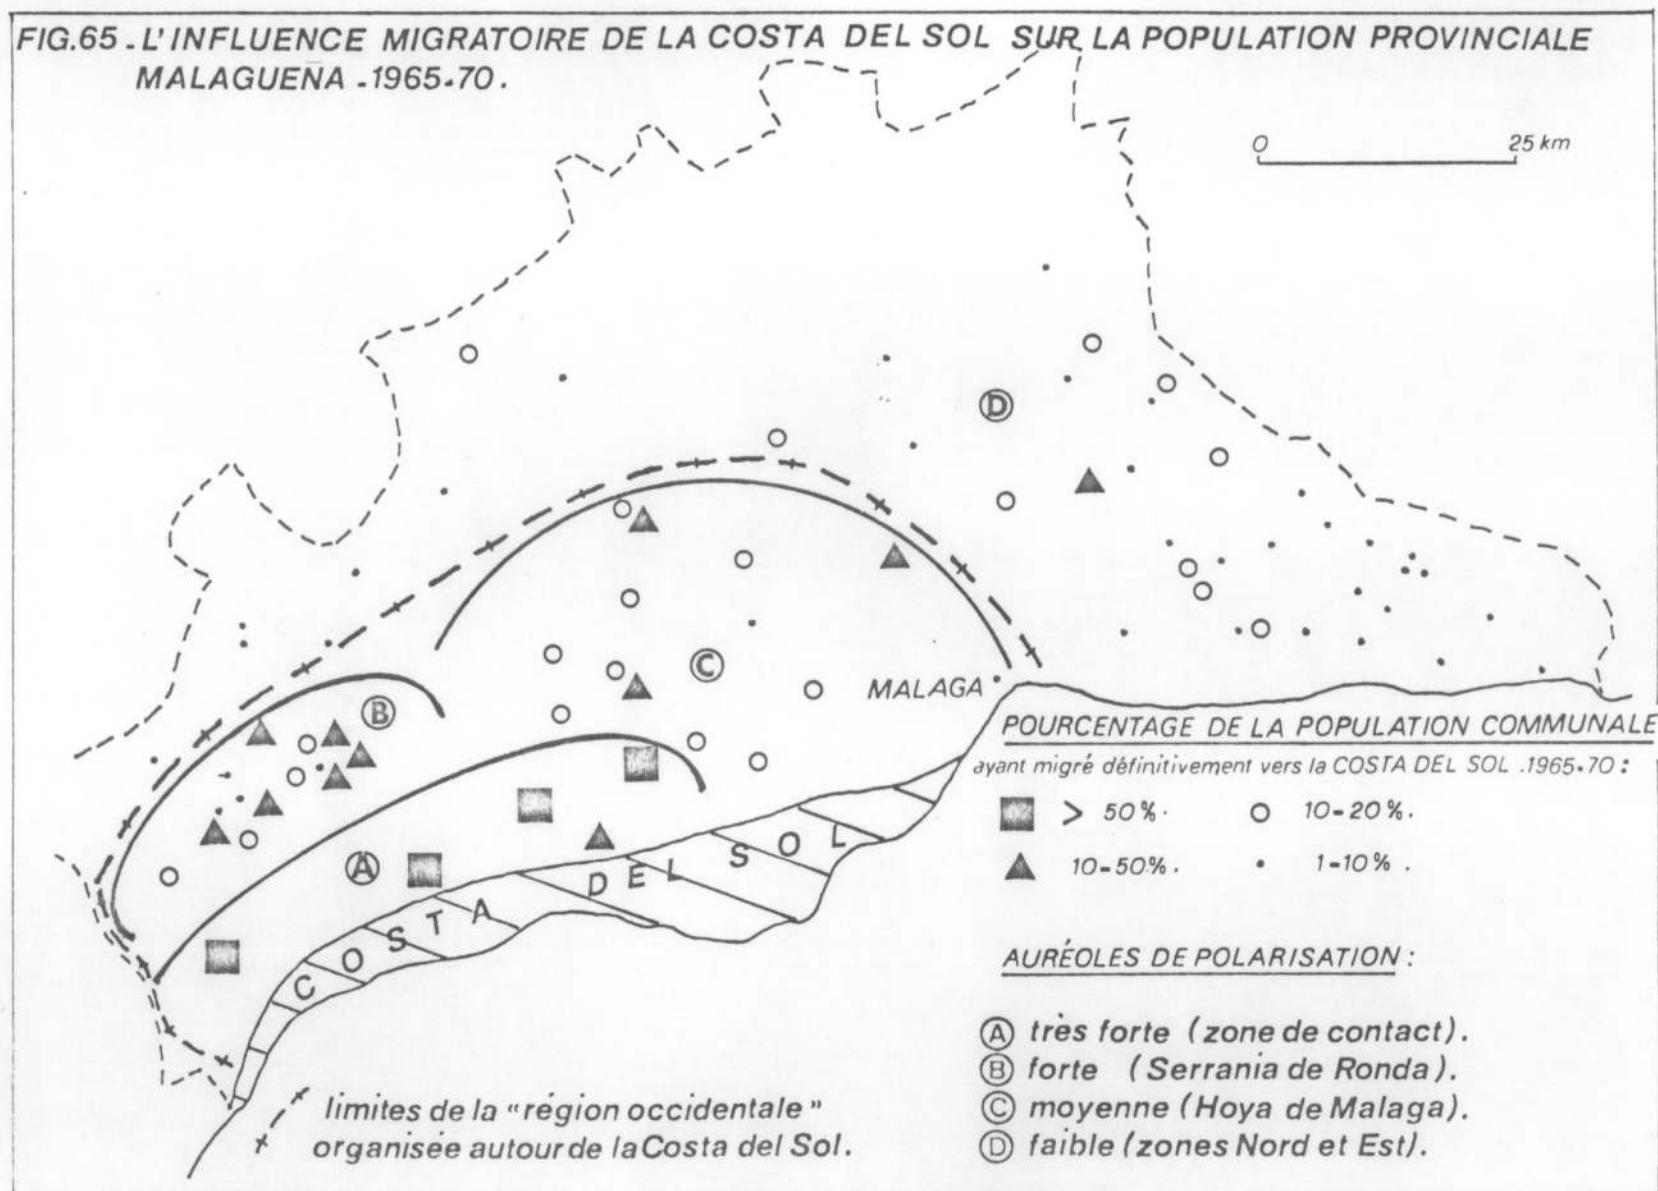 FIG.65.L'INFLUENCE MIGRATOIRE DE LA COSTA DEL SOL SUR LA POPULATION PROVINCIALE
MALAGUEÑA.1965-70.
0 25 km
D
C
B
A
MALAGA
COSTA DEL SOL
POURCENTAGE DE LA POPULATION COMMUNALE
ayant migré définitivement vers la COSTA DEL SOL.1965-70:
> 50%. 10-20%.
10-50%. 1-10%.
AURÉOLES DE POLARISATION:
A très forte (zone de contact).
B forte (Serrania de Ronda).
C moyenne (Hoya de Malaga).
D faible (zones Nord et Est).
limites de la "région occidentale"
organisée autour de la Costa del Sol.